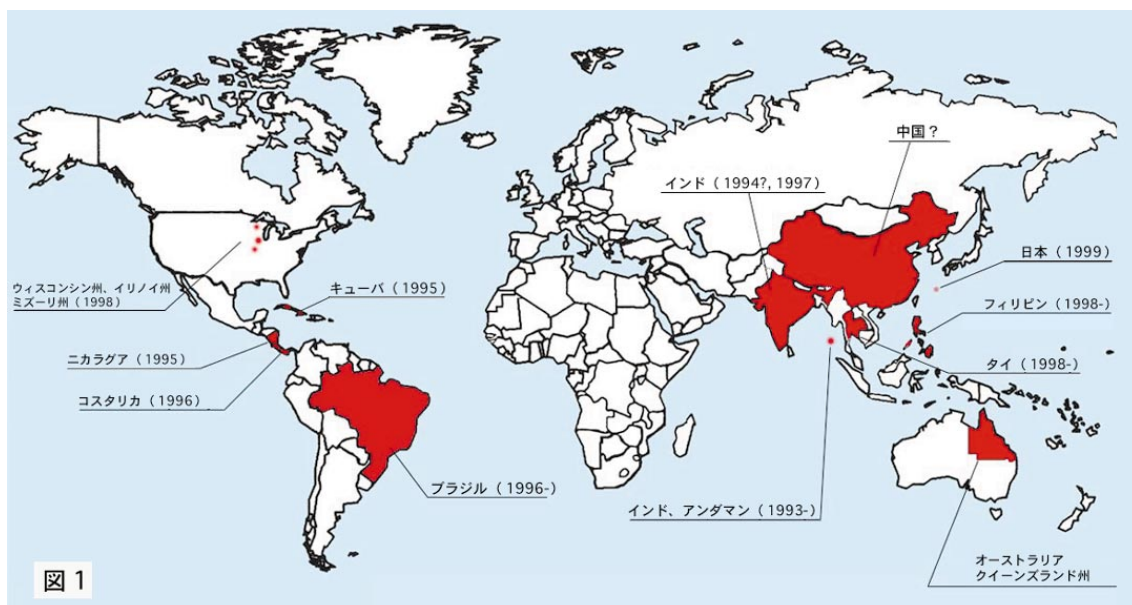 中国？
インド（1994?, 1997）
日本（1999）
ウィスコンシン州、イリノイ州
ミズーリ州（1998）
キューバ（1995）
フィリピン（1998-）
ニカラグア（1995）
タイ（1998-）
コスタリカ（1996）
ブラジル（1996-）
インド、アンダマン（1993-）
オーストラリア
クイーンズランド州
図1